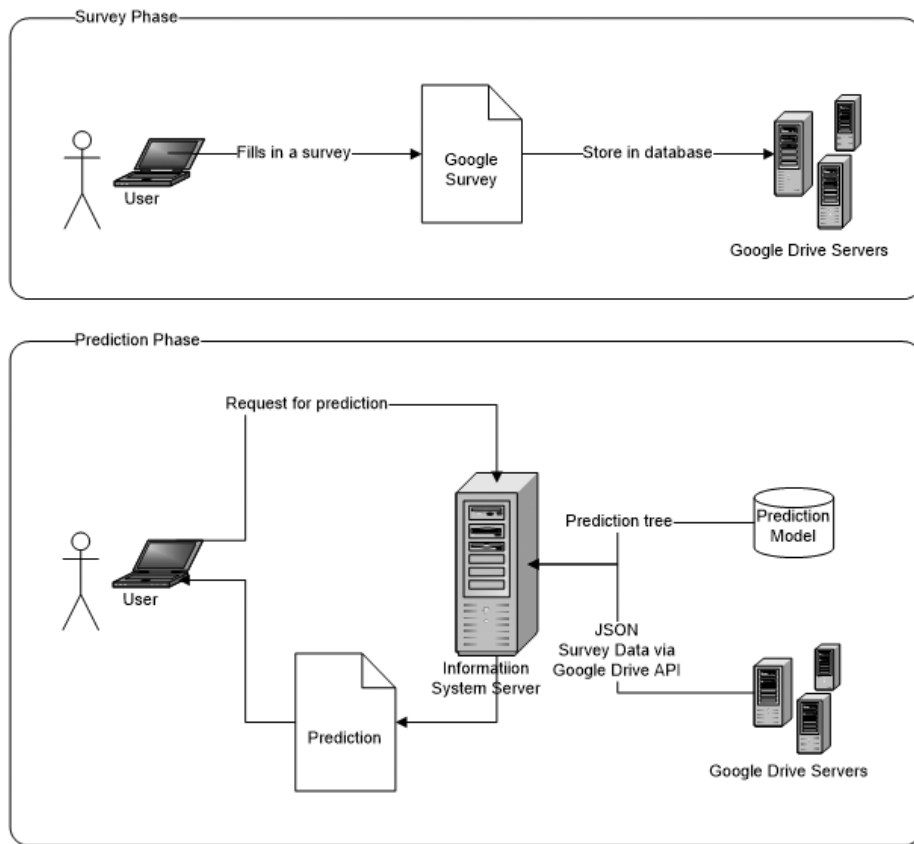 Survey Phase
Fills in a survey
Google
Survey
Store in database
User
Google Drive Servers
Prediction Phase
Request for prediction
Prediction tree
Prediction
Model
User
JSON
Survey Data via
Google Drive API
Informatiion
System Server
Prediction
Google Drive Servers